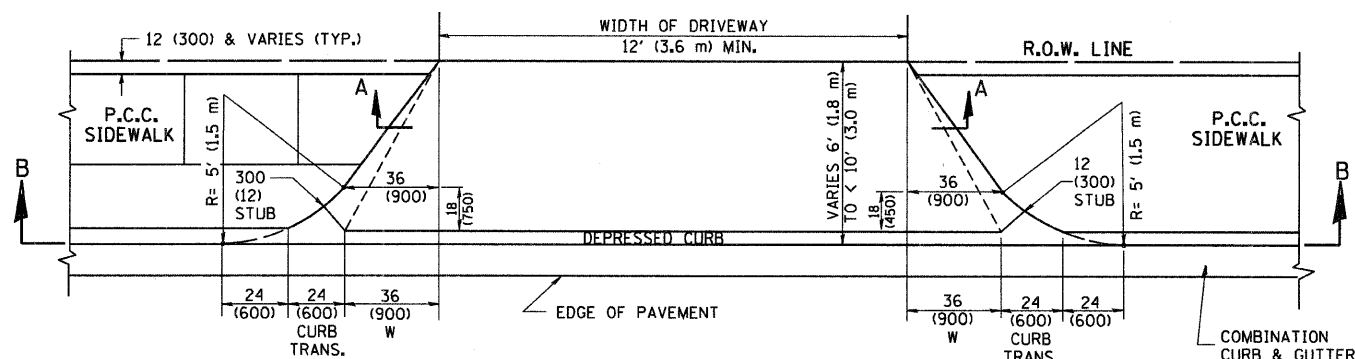 WIDTH OF DRIVEWAY
12' (3.6 m) MIN.
12 (300) & VARIES (TYP.)
R.O.W. LINE
A
A
P.C.C.
SIDEWALK
P.C.C.
SIDEWALK
R= 5' (1.5 m)
VARIES 6' (1.8 m)
TO < 10' (3.0 m)
R= 5' (1.5 m)
B
B
300
(12)
STUB
36
(900)
18
(750)
18
(450)
36
(900)
12
(300)
STUB
DEPRESSED CURB
24
(600)
24
(600)
CURB
TRANS.
36
(900)
W
EDGE OF PAVEMENT
36
(900)
W
24
(600)
CURB
TRANS
24
(600)
COMBINATION
CURB & GUTTER